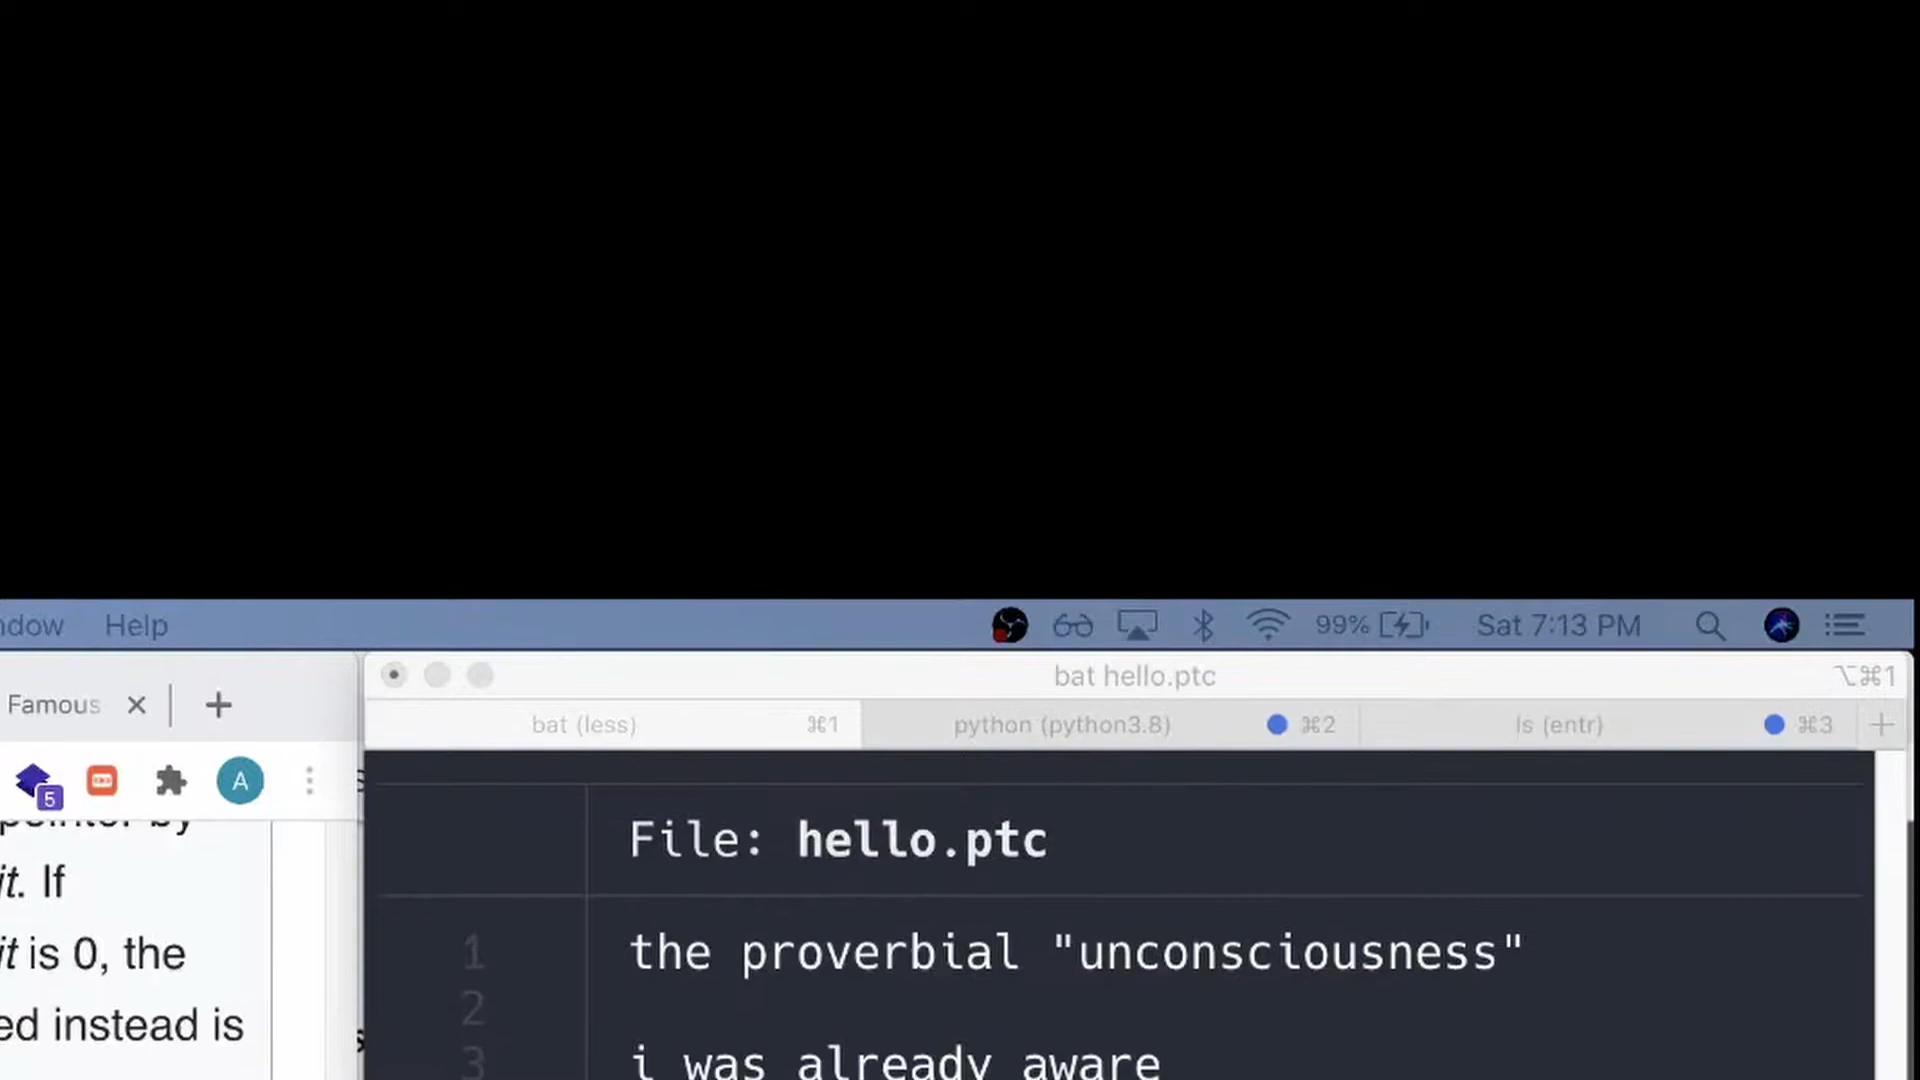 Help
99%
Sat 7:13 PM
Famous
bat hello.ptc
⌥⌘1
bat (less) ⌘1
python (python3.8) ⌘2
ls (entr) ⌘3
5
A
by
it. If
it is 0, the
ed instead is
File: hello.ptc
1 the proverbial "unconsciousness"
2
3 i was already aware